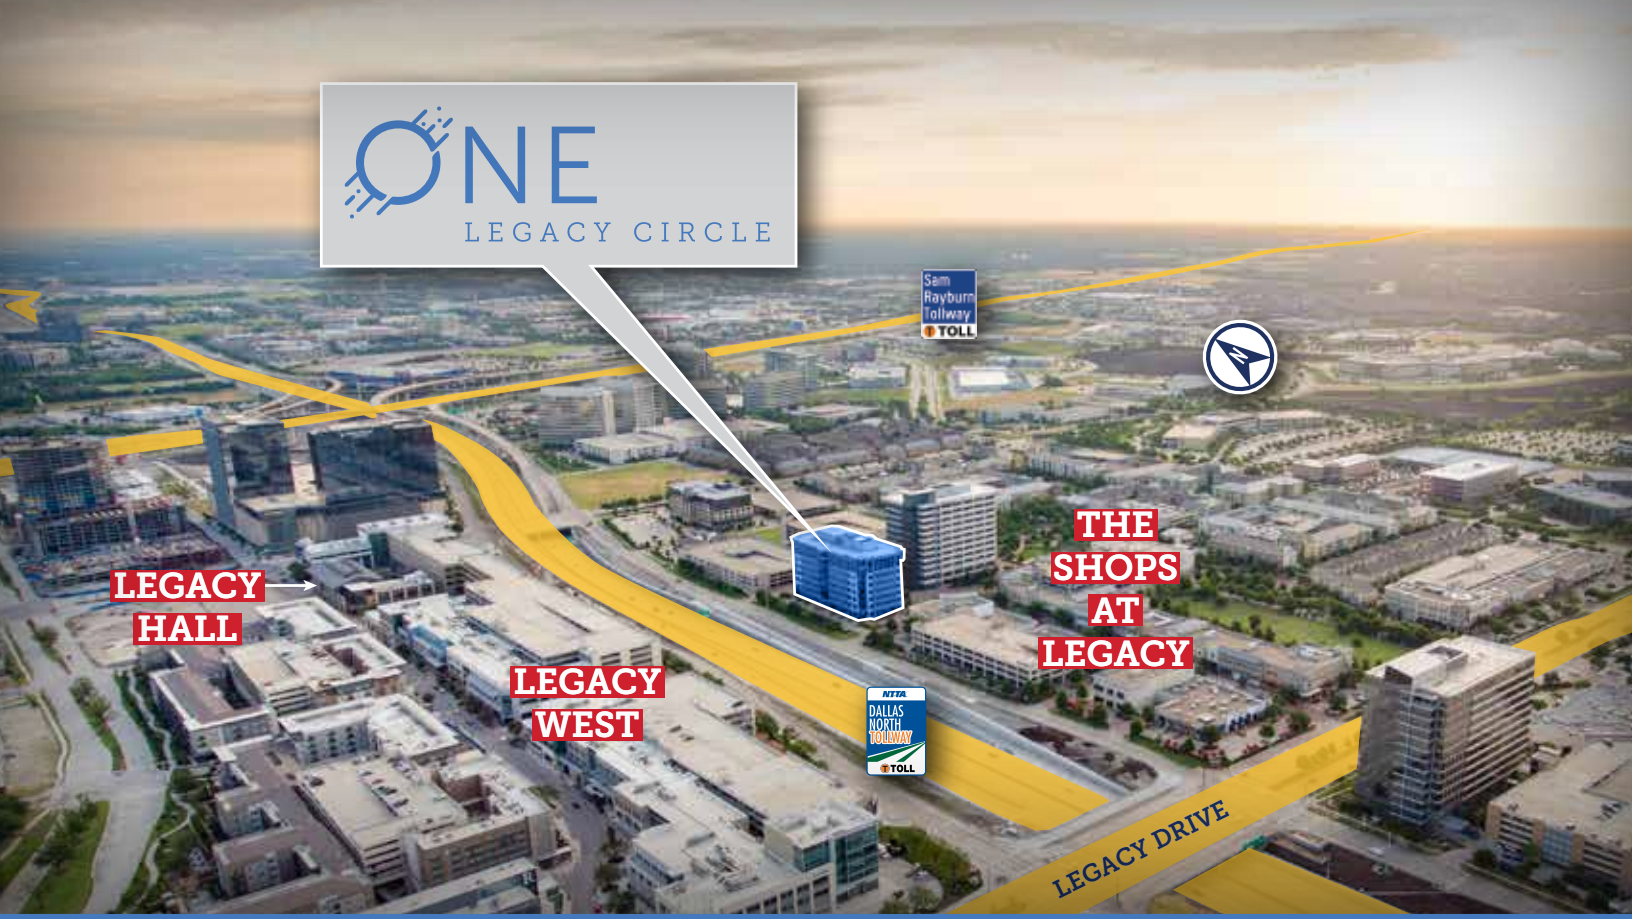 ONE
LEGACY CIRCLE
Sam
Rayburn
Tollway
TOLL
N
THE
SHOPS
AT
LEGACY
LEGACY
HALL
LEGACY
WEST
NTTA
DALLAS
NORTH
TOLLWAY
TOLL
LEGACY DRIVE